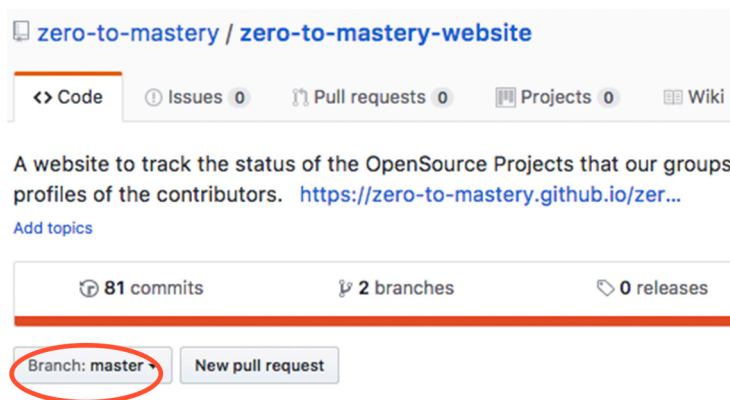 zero-to-mastery / zero-to-mastery-website
Code Issues 0 Pull requests 0 Projects 0 Wiki
A website to track the status of the OpenSource Projects that our groups
profiles of the contributors. https://zero-to-mastery.github.io/zer...
Add topics
81 commits 2 branches 0 releases
Branch: master New pull request